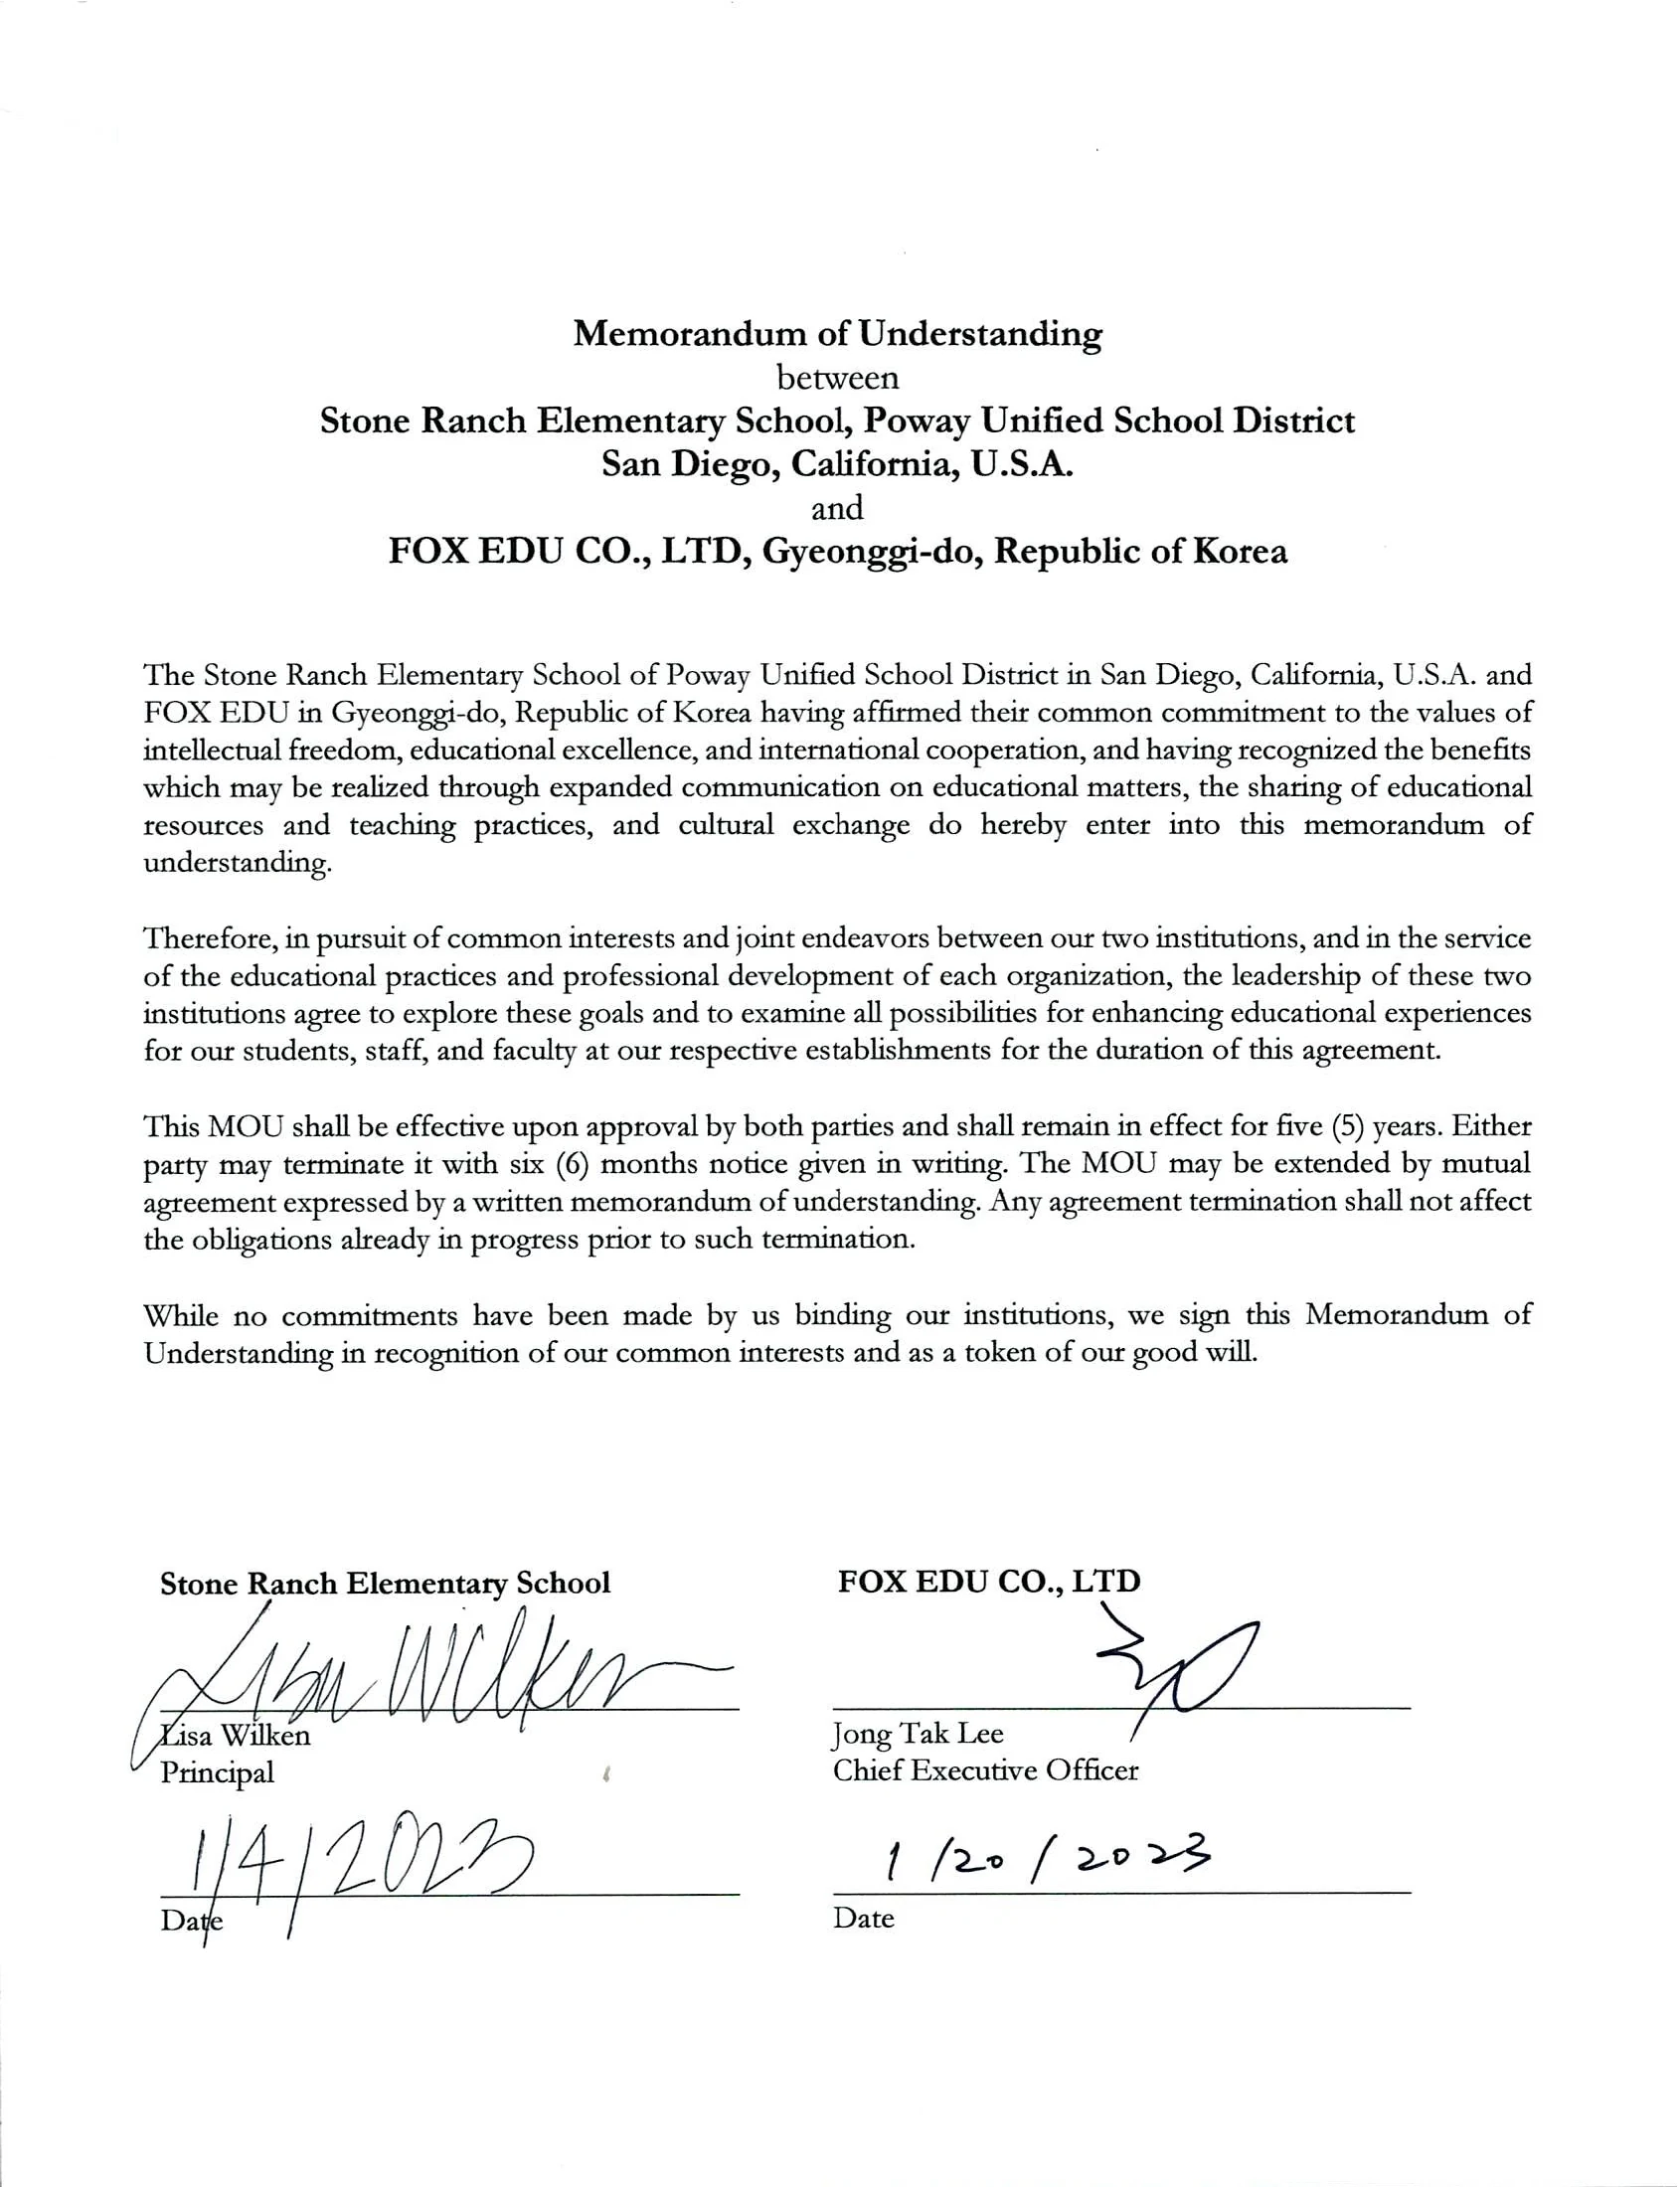 Memorandum of Understanding
between
Stone Ranch Elementary School, Poway Unified School District
San Diego, California, U.S.A.
and
FOX EDU CO., LTD, Gyeonggi-do, Republic of Korea
The Stone Ranch Elementary School of Poway Unified School District in San Diego, California, U.S.A. and
FOX EDU in Gyeonggi-do, Republic of Korea having affirmed their common commitment to the values of
intellectual freedom, educational excellence, and international cooperation, and having recognized the benefits
which may be realized through expanded communication on educational matters, the sharing of educational
resources and teaching practices, and cultural exchange do hereby enter into this memorandum of
understanding.
Therefore, in pursuit of common interests and joint endeavors between our two institutions, and in the service
of the educational practices and professional development of each organization, the leadership of these two
institutions agree to explore these goals and to examine all possibilities for enhancing educational experiences
for our students, staff, and faculty at our respective establishments for the duration of this agreement.
This MOU shall be effective upon approval by both parties and shall remain in effect for five (5) years. Either
party may terminate it with six (6) months notice given in writing. The MOU may be extended by mutual
agreement expressed by a written memorandum of understanding. Any agreement termination shall not affect
the obligations already in progress prior to such termination.
While no commitments have been made by us binding our institutions, we sign this Memorandum of
Understanding in recognition of our common interests and as a token of our good will.
Stone Ranch Elementary School
Lisa Wilken
Lisa Wilken
Principal
1/4/2023
Date
FOX EDU CO., LTD
Jong Tak Lee
Chief Executive Officer
1/20/2023
Date